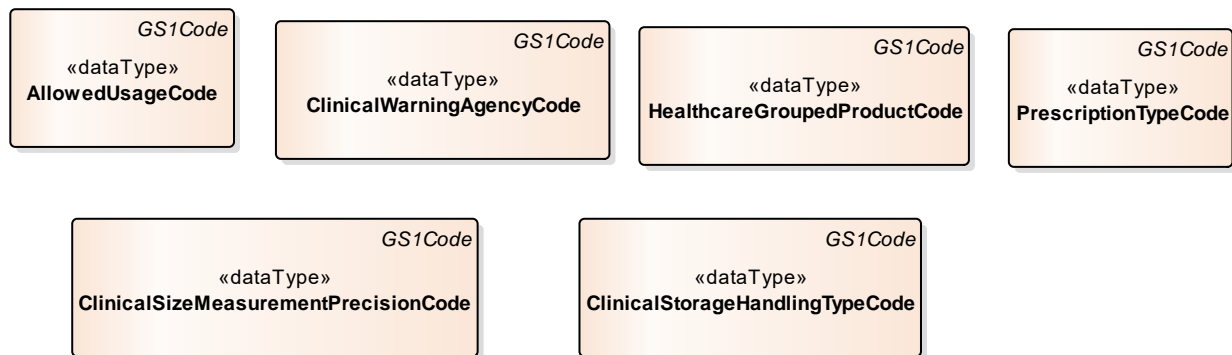 GS1Code
«dataType»
AllowedUsageCode
GS1Code
«dataType»
ClinicalWarningAgencyCode
GS1Code
«dataType»
HealthcareGroupedProductCode
GS1Code
«dataType»
PrescriptionTypeCode
GS1Code
«dataType»
ClinicalSizeMeasurementPrecisionCode
GS1Code
«dataType»
ClinicalStorageHandlingTypeCode